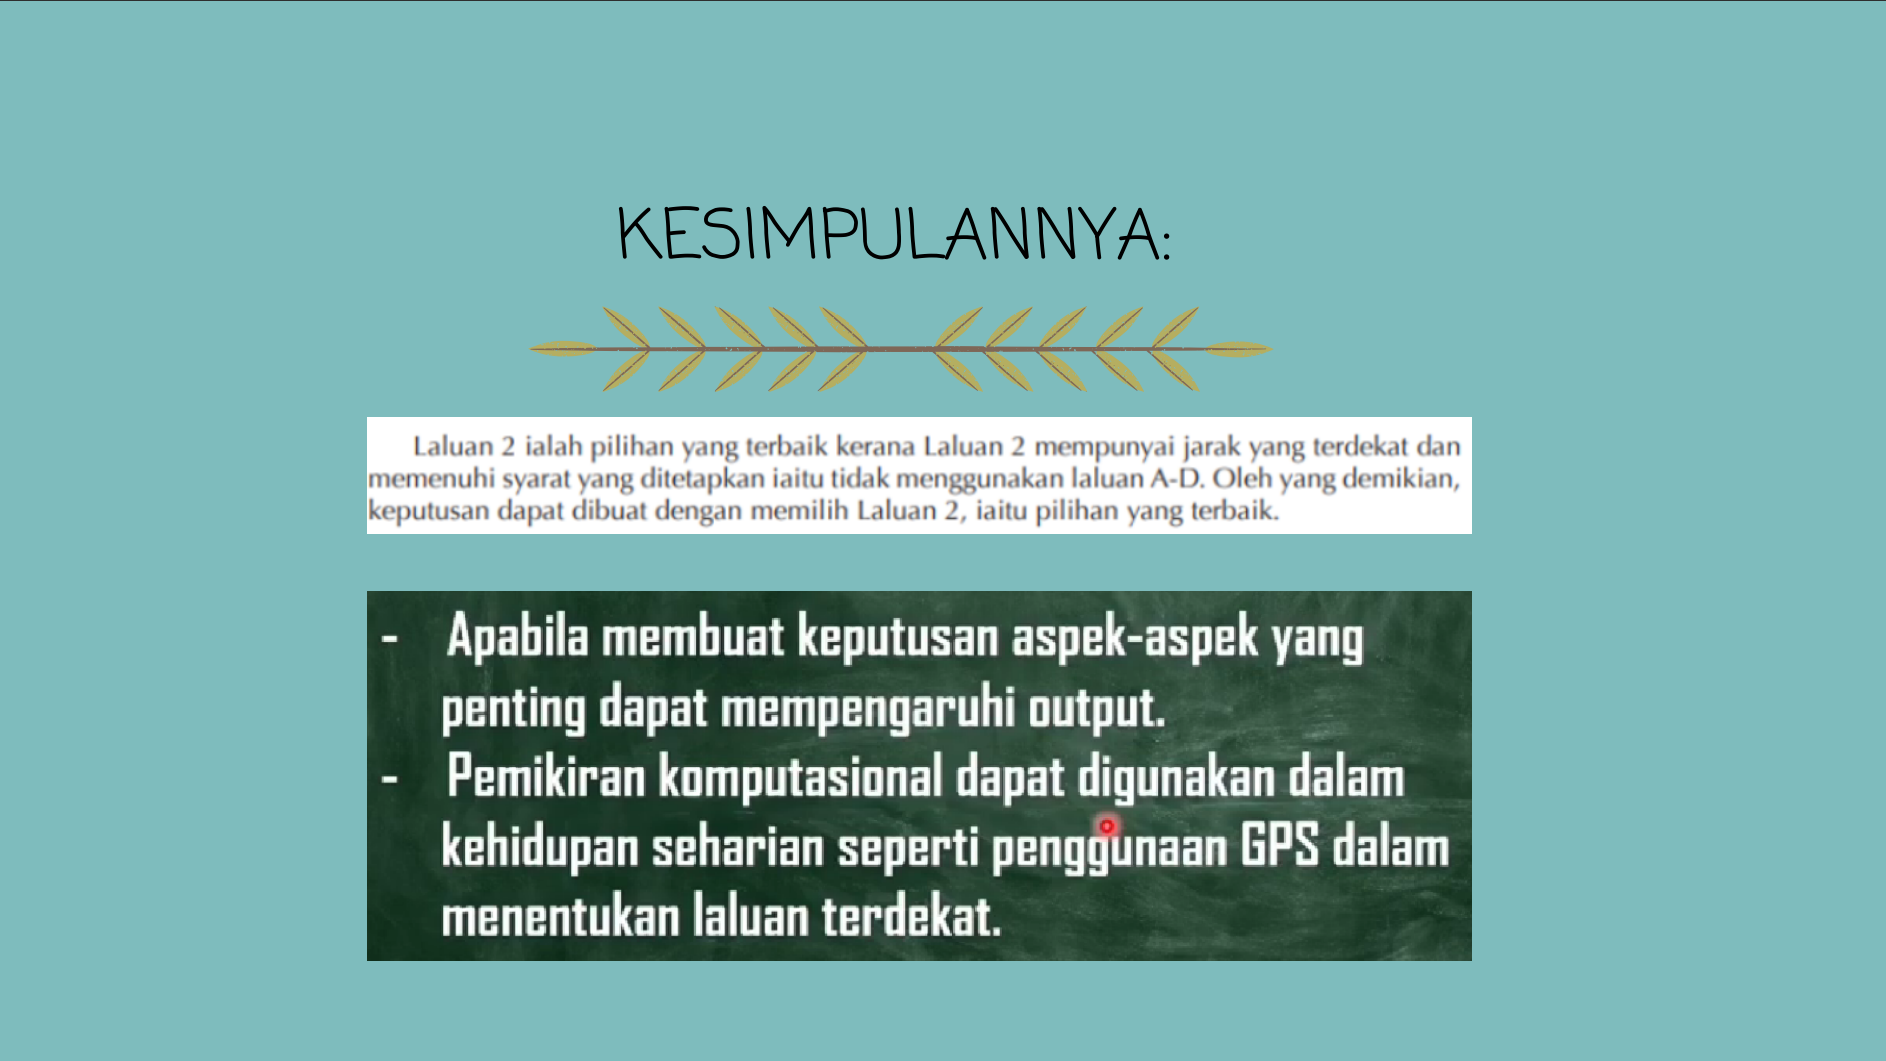 KESIMPULANNYA:
Laluan 2 ialah pilihan yang terbaik kerana Laluan 2 mempunyai jarak yang terdekat dan
memenuhi syarat yang ditetapkan iaitu tidak menggunakan laluan A-D. Oleh yang demikian,
keputusan dapat dibuat dengan memilih Laluan 2, iaitu pilihan yang terbaik.
- Apabila membuat keputusan aspek-aspek yang
penting dapat mempengaruhi output.
- Pemikiran komputasional dapat digunakan dalam
kehidupan seharian seperti penggunaan GPS dalam
menentukan laluan terdekat.